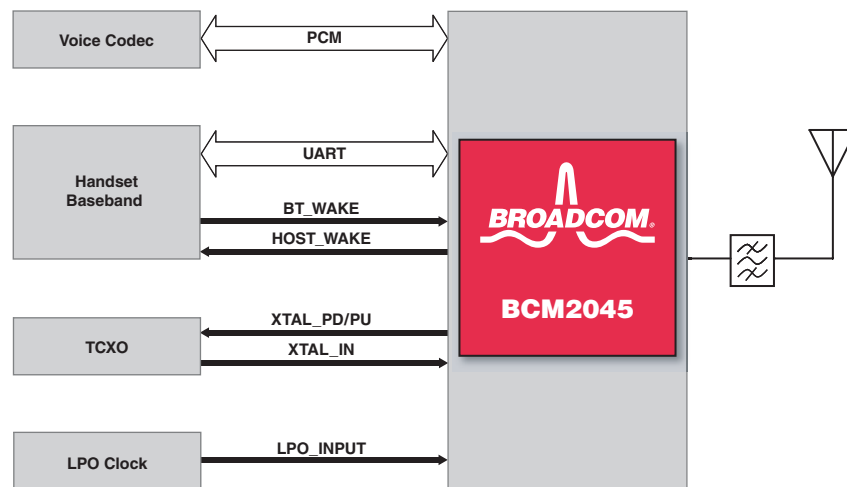 Voice Codec
PCM
Handset
Baseband
UART
BT_WAKE
HOST_WAKE
BROADCOM®
BCM2045
TCXO
XTAL_PD/PU
XTAL_IN
LPO Clock
LPO_INPUT